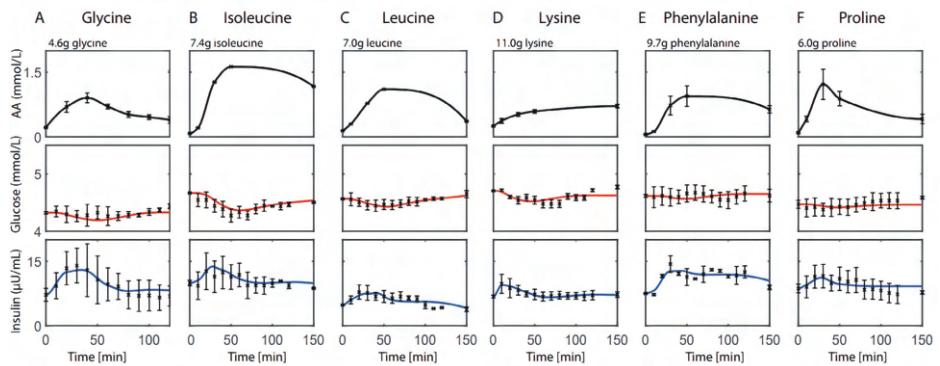 A Glycine B Isoleucine C Leucine D Lysine E Phenylalanine F Proline
4.6g glycine 7.4g isoleucine 7.0g leucine 11.0g lysine 9.7g phenylalanine 6.0g proline
AA (mmol/L)
1.5
0
Glucose (mmol/L)
5
4
Insulin (μU/mL)
15
0
0 50 100 0 50 100 150 0 50 100 150 0 50 100 150 0 50 100 150 0 50 100 150
Time [min] Time [min] Time [min] Time [min] Time [min] Time [min]